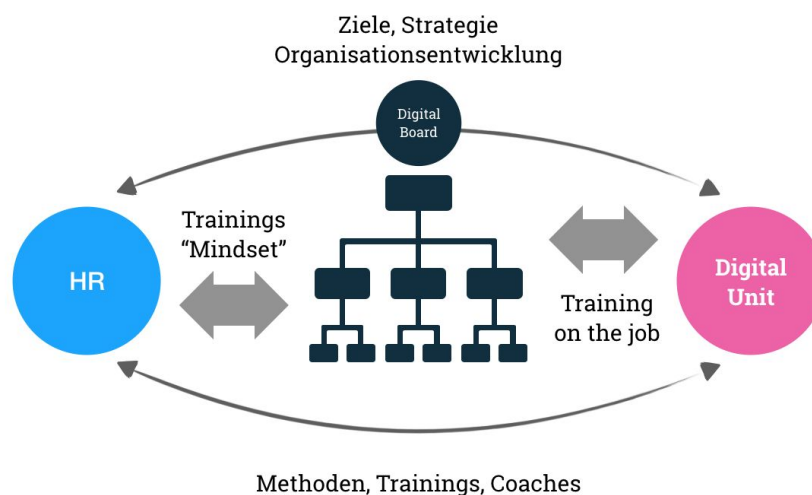 Ziele, Strategie
Organisationsentwicklung
Digital
Board
Trainings
“Mindset”
HR
Digital
Unit
Training
on the job
Methoden, Trainings, Coaches